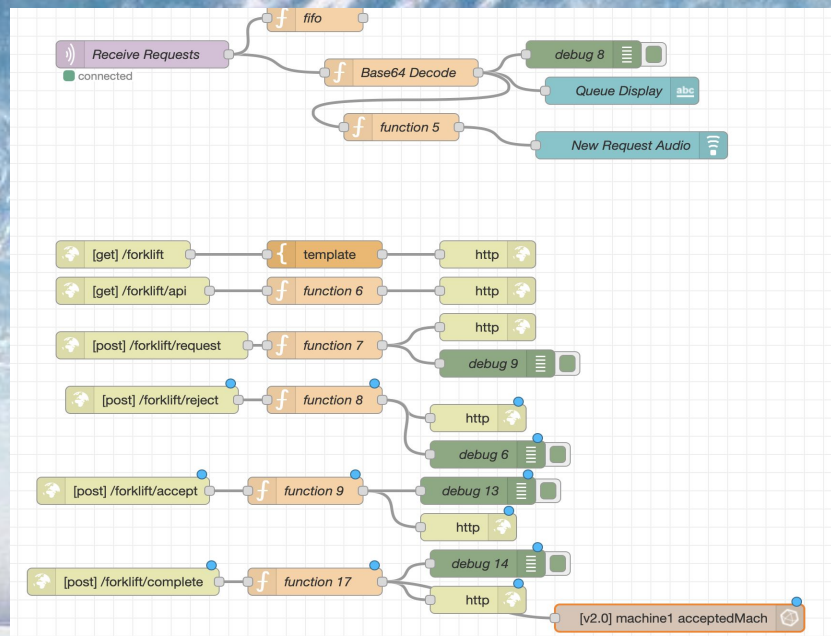 fifo
Receive Requests
connected
Base64 Decode
debug 8
Queue Display
abc
function 5
New Request Audio
[get] /forklift
template
http
[get] /forklift/api
function 6
http
[post] /forklift/request
function 7
http
debug 9
[post] /forklift/reject
function 8
http
debug 6
[post] /forklift/accept
function 9
debug 13
http
[post] /forklift/complete
function 17
debug 14
http
[v2.0] machine1 acceptedMach